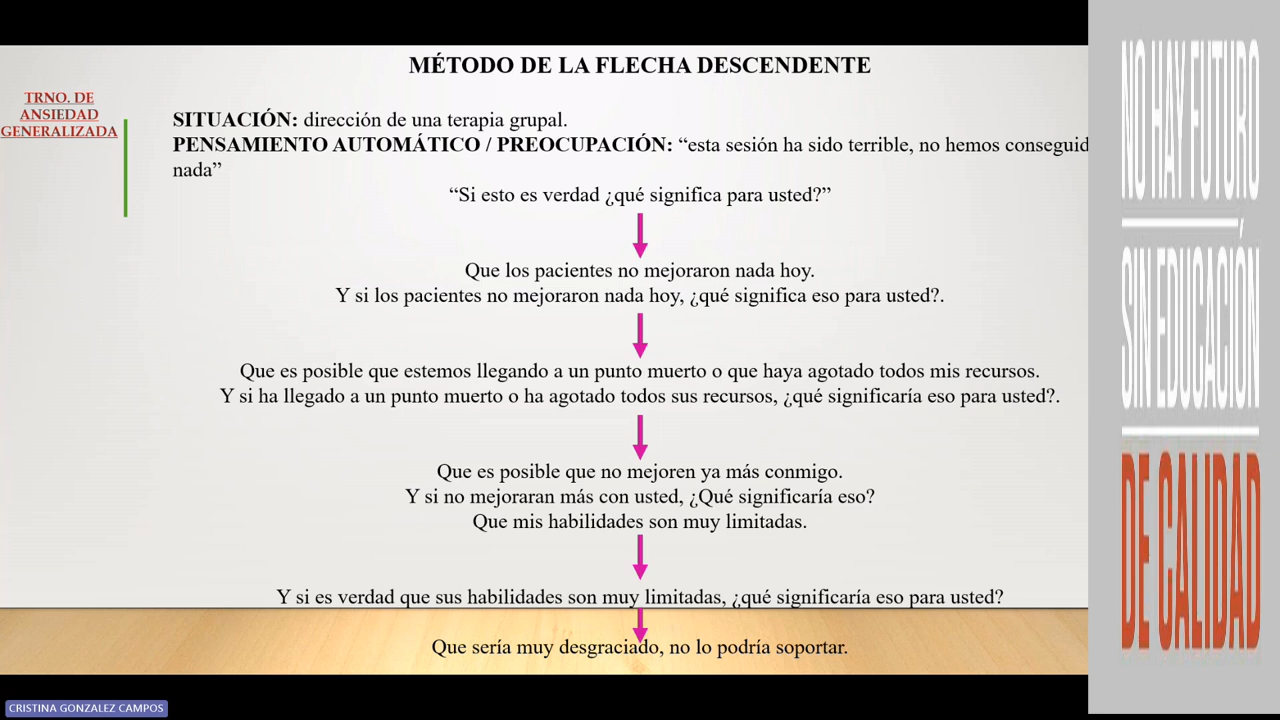 MÉTODO DE LA FLECHA DESCENDENTE
TRNO. DE
ANSIEDAD
GENERALIZADA
SITUACIÓN: dirección de una terapia grupal.
PENSAMIENTO AUTOMÁTICO / PREOCUPACIÓN: “esta sesión ha sido terrible, no hemos conseguid
nada”
“Si esto es verdad ¿qué significa para usted?”
Que los pacientes no mejoraron nada hoy.
Y si los pacientes no mejoraron nada hoy, ¿qué significa eso para usted?.
Que es posible que estemos llegando a un punto muerto o que haya agotado todos mis recursos.
Y si ha llegado a un punto muerto o ha agotado todos sus recursos, ¿qué significaría eso para usted?.
Que es posible que no mejoren ya más conmigo.
Y si no mejoraran más con usted, ¿Qué significaría eso?
Que mis habilidades son muy limitadas.
Y si es verdad que sus habilidades son muy limitadas, ¿qué significaría eso para usted?
Que sería muy desgraciado, no lo podría soportar.
NO HAY FUTURO
SIN EDUCACIÓN
DE CALIDAD
CRISTINA GONZALEZ CAMPOS